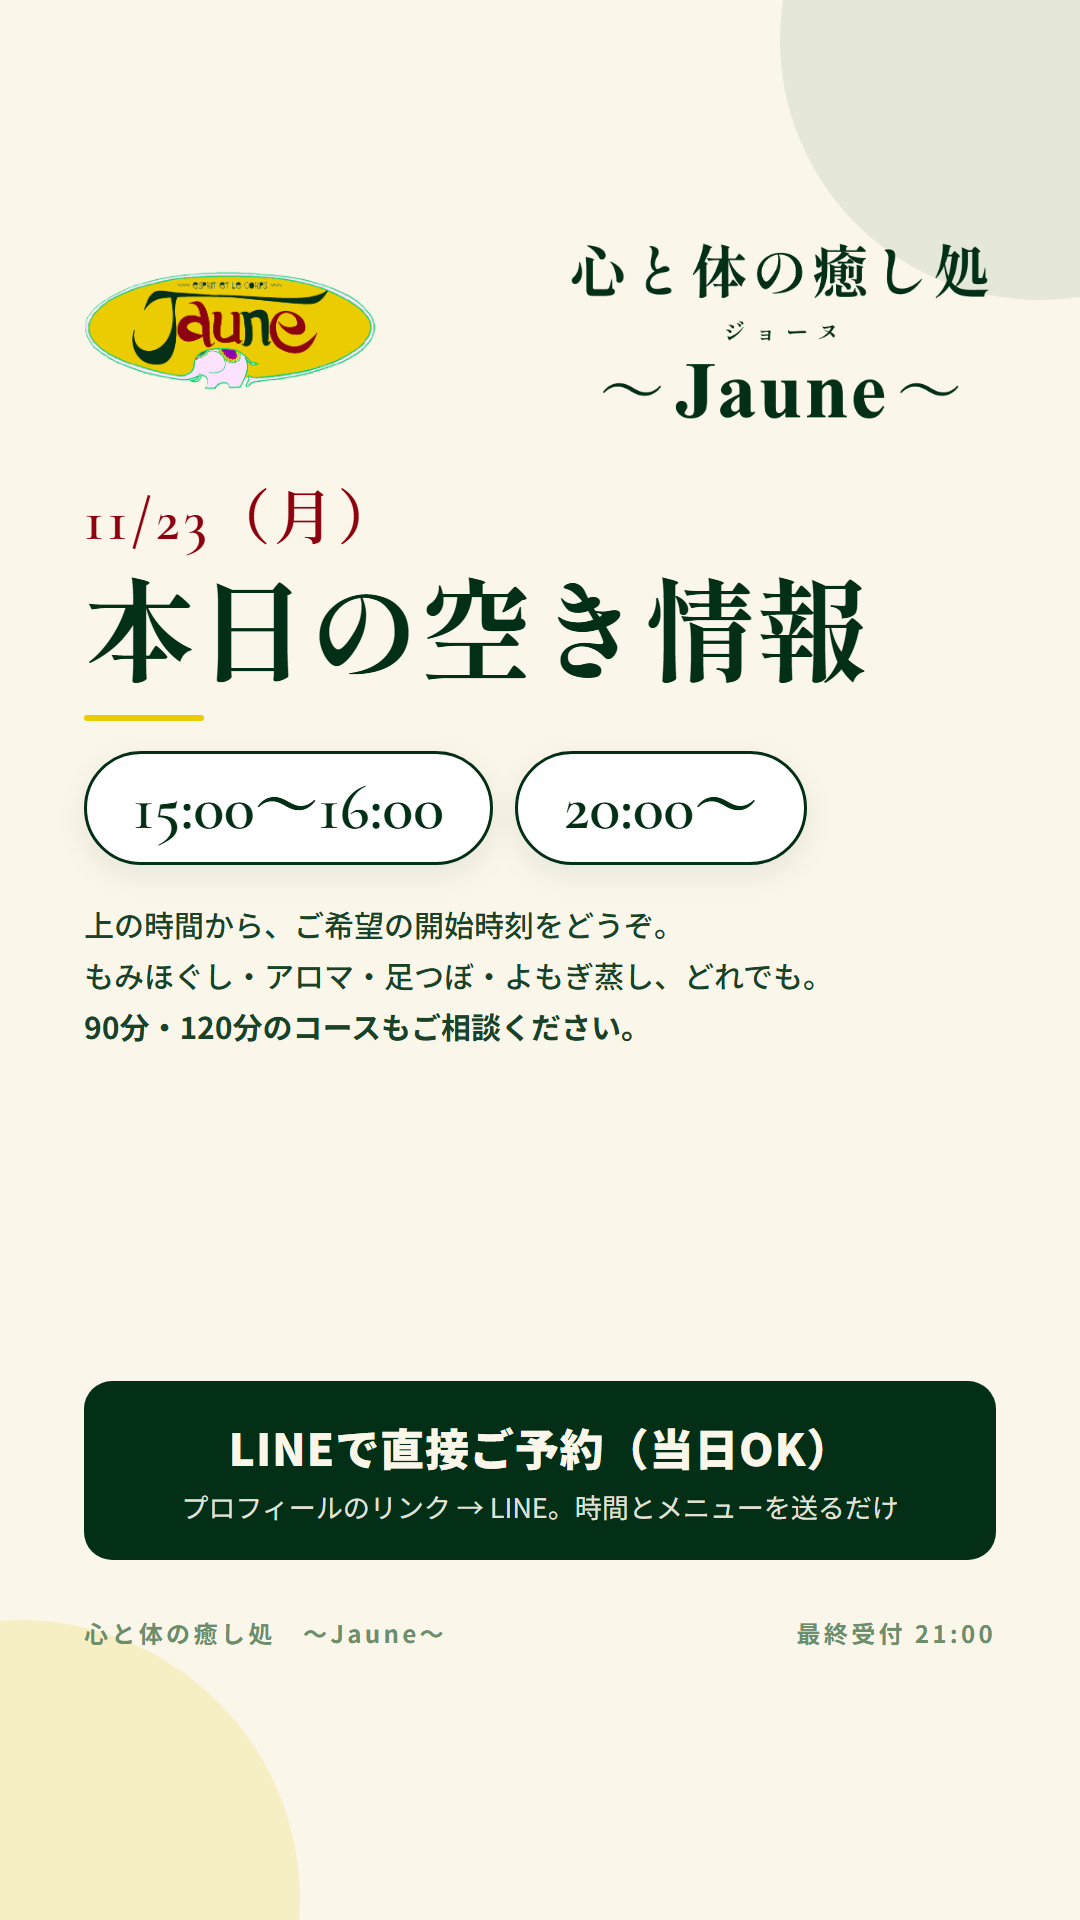 ESPRIT ET LE CORPS
Jaune
心と体の癒し処
ジョーヌ
～Jaune～
11/23（月）
本日の空き情報
15:00～16:00
20:00～
上の時間から、ご希望の開始時刻をどうぞ。
もみほぐし・アロマ・足つぼ・よもぎ蒸し、どれでも。
90分・120分のコースもご相談ください。
LINEで直接ご予約（当日OK）
プロフィールのリンク → LINE。時間とメニューを送るだけ
心と体の癒し処　～Jaune～
最終受付 21:00